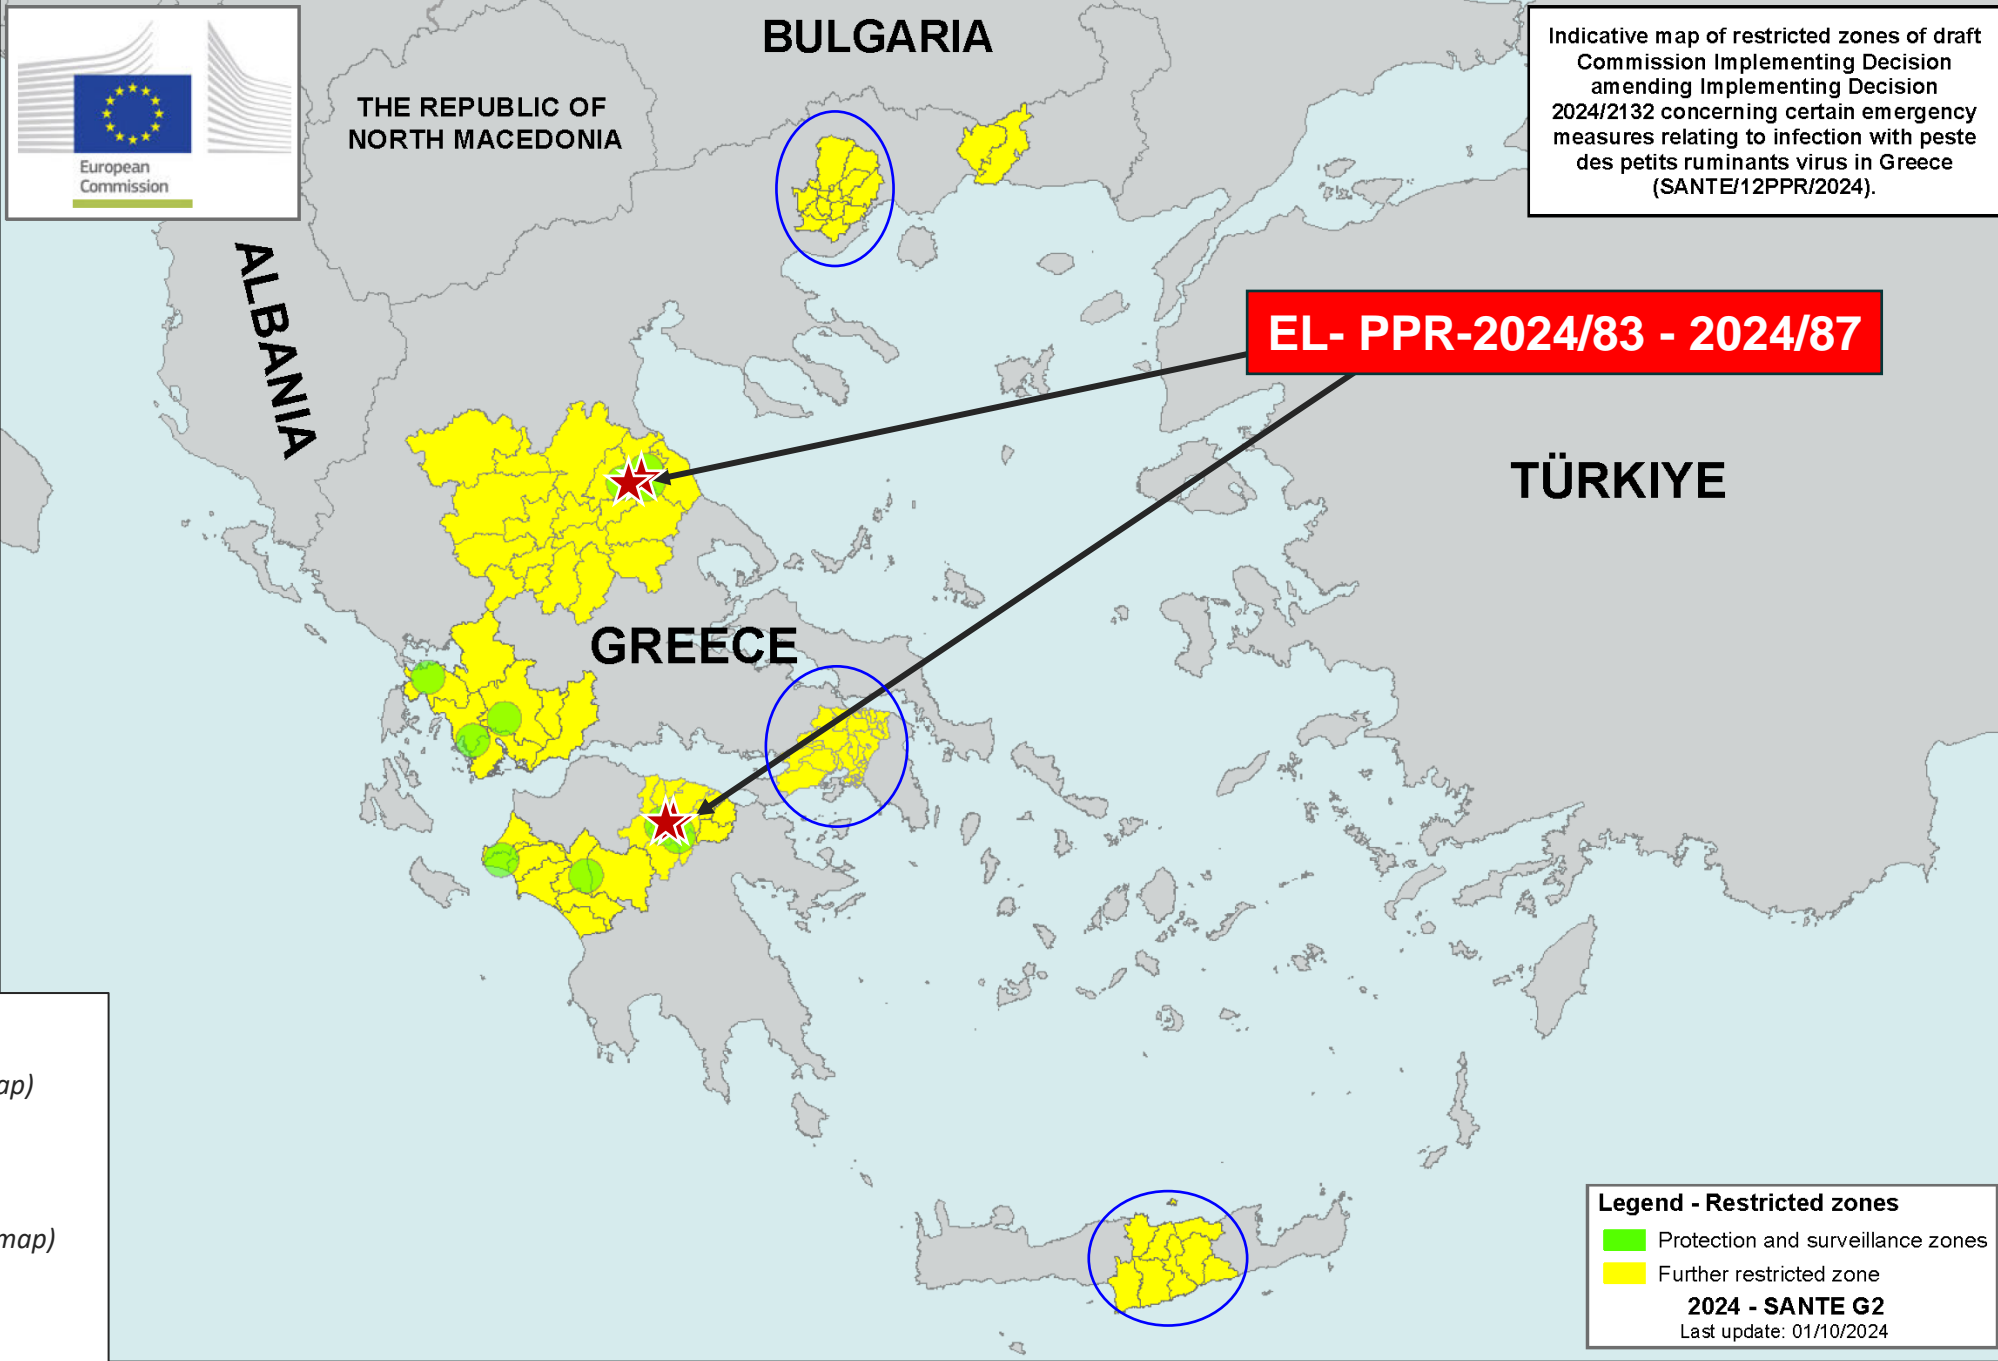 European
Commission
BULGARIA
THE REPUBLIC OF
NORTH MACEDONIA
Indicative map of restricted zones of draft
Commission Implementing Decision
amending Implementing Decision
2024/2132 concerning certain emergency
measures relating to infection with peste
des petits ruminants virus in Greece
(SANTE/12PPR/2024).
ALBANIA
EL- PPR-2024/83 - 2024/87
TÜRKIYE
GREECE
ap)
map)
Legend - Restricted zones
Protection and surveillance zones
Further restricted zone
2024 - SANTE G2
Last update: 01/10/2024